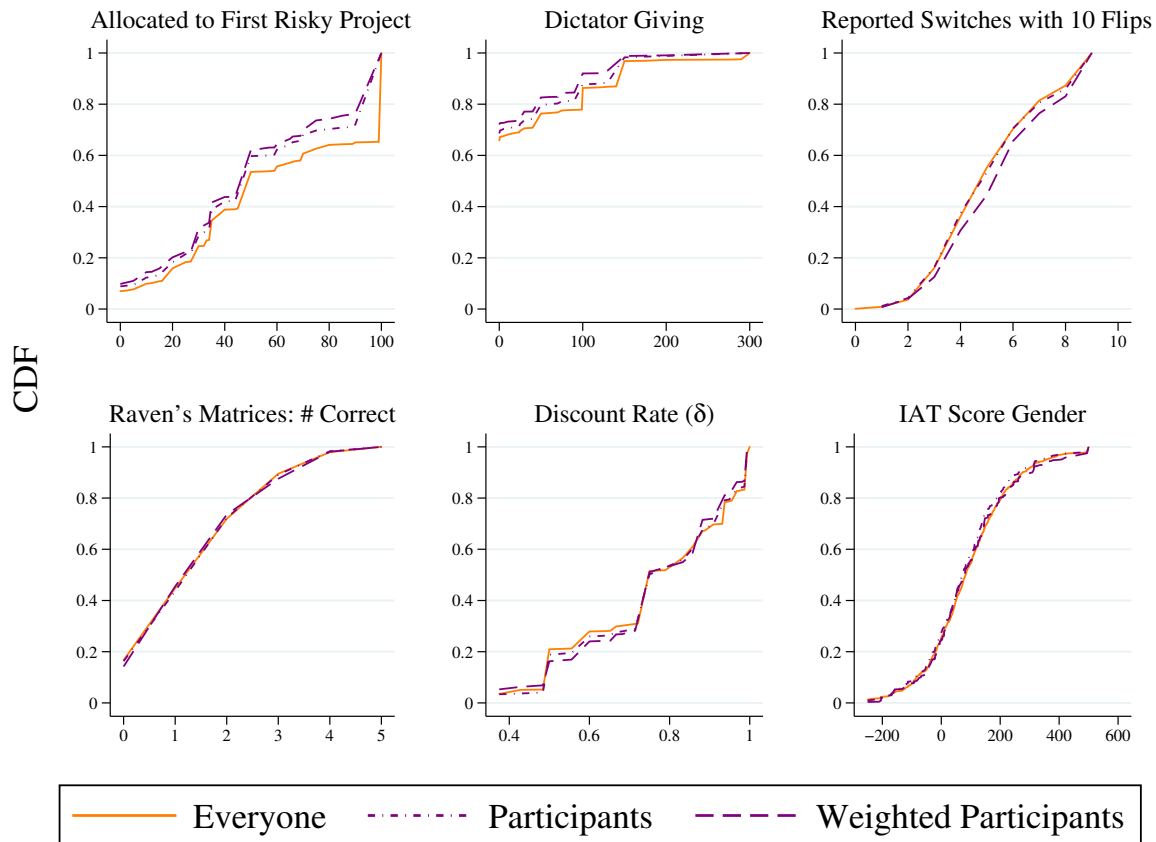 Allocated to First Risky Project
Dictator Giving
Reported Switches with 10 Flips
1
0.8
0.6
0.4
0.2
0
0 20 40 60 80 100
1
0.8
0.6
0.4
0.2
0
0 100 200 300
1
0.8
0.6
0.4
0.2
0
0 2 4 6 8 10
CDF
Raven's Matrices: # Correct
Discount Rate (δ)
IAT Score Gender
1
0.8
0.6
0.4
0.2
0
0 1 2 3 4 5
1
0.8
0.6
0.4
0.2
0
0.4 0.6 0.8 1
1
0.8
0.6
0.4
0.2
0
−200 0 200 400 600
Everyone Participants Weighted Participants